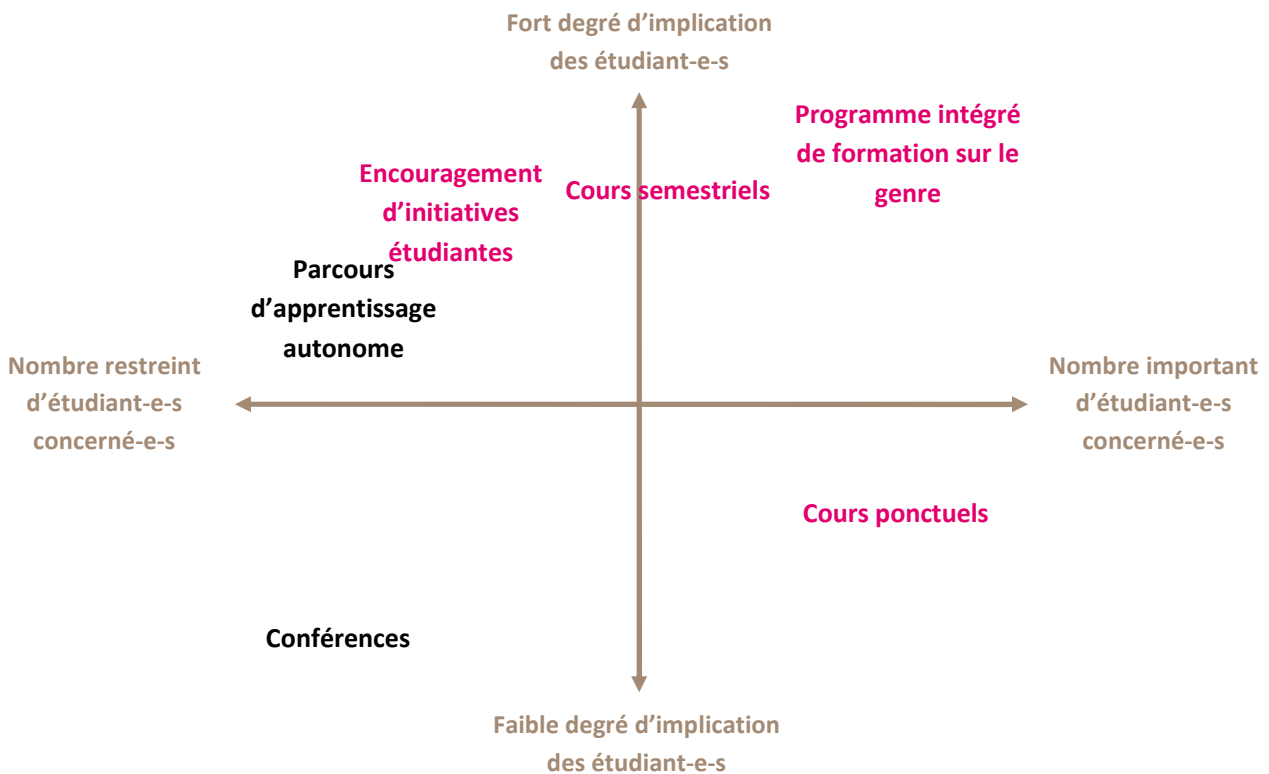 Fort degré d’implication
des étudiant-e-s
Programme intégré
de formation sur le
genre
Encouragement
d’initiatives
étudiantes
Cours semestriels
Parcours
d’apprentissage
autonome
Nombre restreint
d’étudiant-e-s
concerné-e-s
Nombre important
d’étudiant-e-s
concerné-e-s
Cours ponctuels
Conférences
Faible degré d’implication
des étudiant-e-s